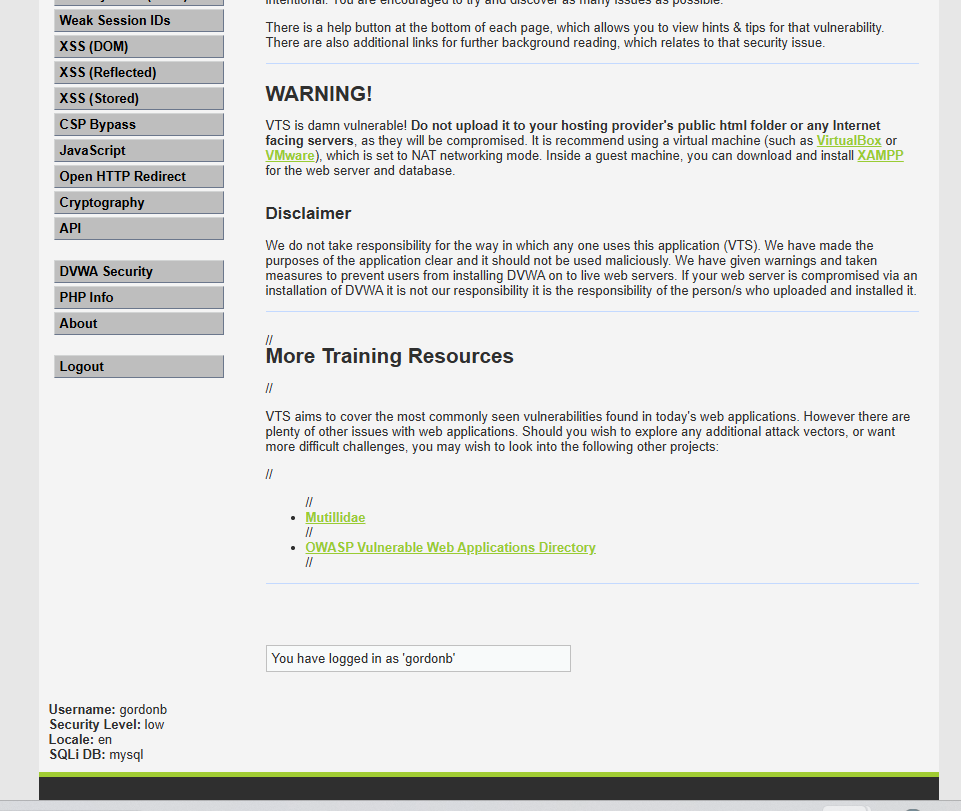 Weak Session IDs
XSS (DOM)
XSS (Reflected)
XSS (Stored)
CSP Bypass
JavaScript
Open HTTP Redirect
Cryptography
API
DVWA Security
PHP Info
About
Logout
intentional. You are encouraged to try and discover as many issues as possible.
There is a help button at the bottom of each page, which allows you to view hints & tips for that vulnerability.
There are also additional links for further background reading, which relates to that security issue.
WARNING!
VTS is damn vulnerable! Do not upload it to your hosting provider's public html folder or any Internet
facing servers, as they will be compromised. It is recommend using a virtual machine (such as VirtualBox or
VMware), which is set to NAT networking mode. Inside a guest machine, you can download and install XAMPP
for the web server and database.
Disclaimer
We do not take responsibility for the way in which any one uses this application (VTS). We have made the
purposes of the application clear and it should not be used maliciously. We have given warnings and taken
measures to prevent users from installing DVWA on to live web servers. If your web server is compromised via an
installation of DVWA it is not our responsibility it is the responsibility of the person/s who uploaded and installed it.
//
More Training Resources
//
VTS aims to cover the most commonly seen vulnerabilities found in today's web applications. However there are
plenty of other issues with web applications. Should you wish to explore any additional attack vectors, or want
more difficult challenges, you may wish to look into the following other projects:
//
//
• Mutillidae
//
• OWASP Vulnerable Web Applications Directory
//
You have logged in as 'gordonb'
Username: gordonb
Security Level: low
Locale: en
SQLi DB: mysql